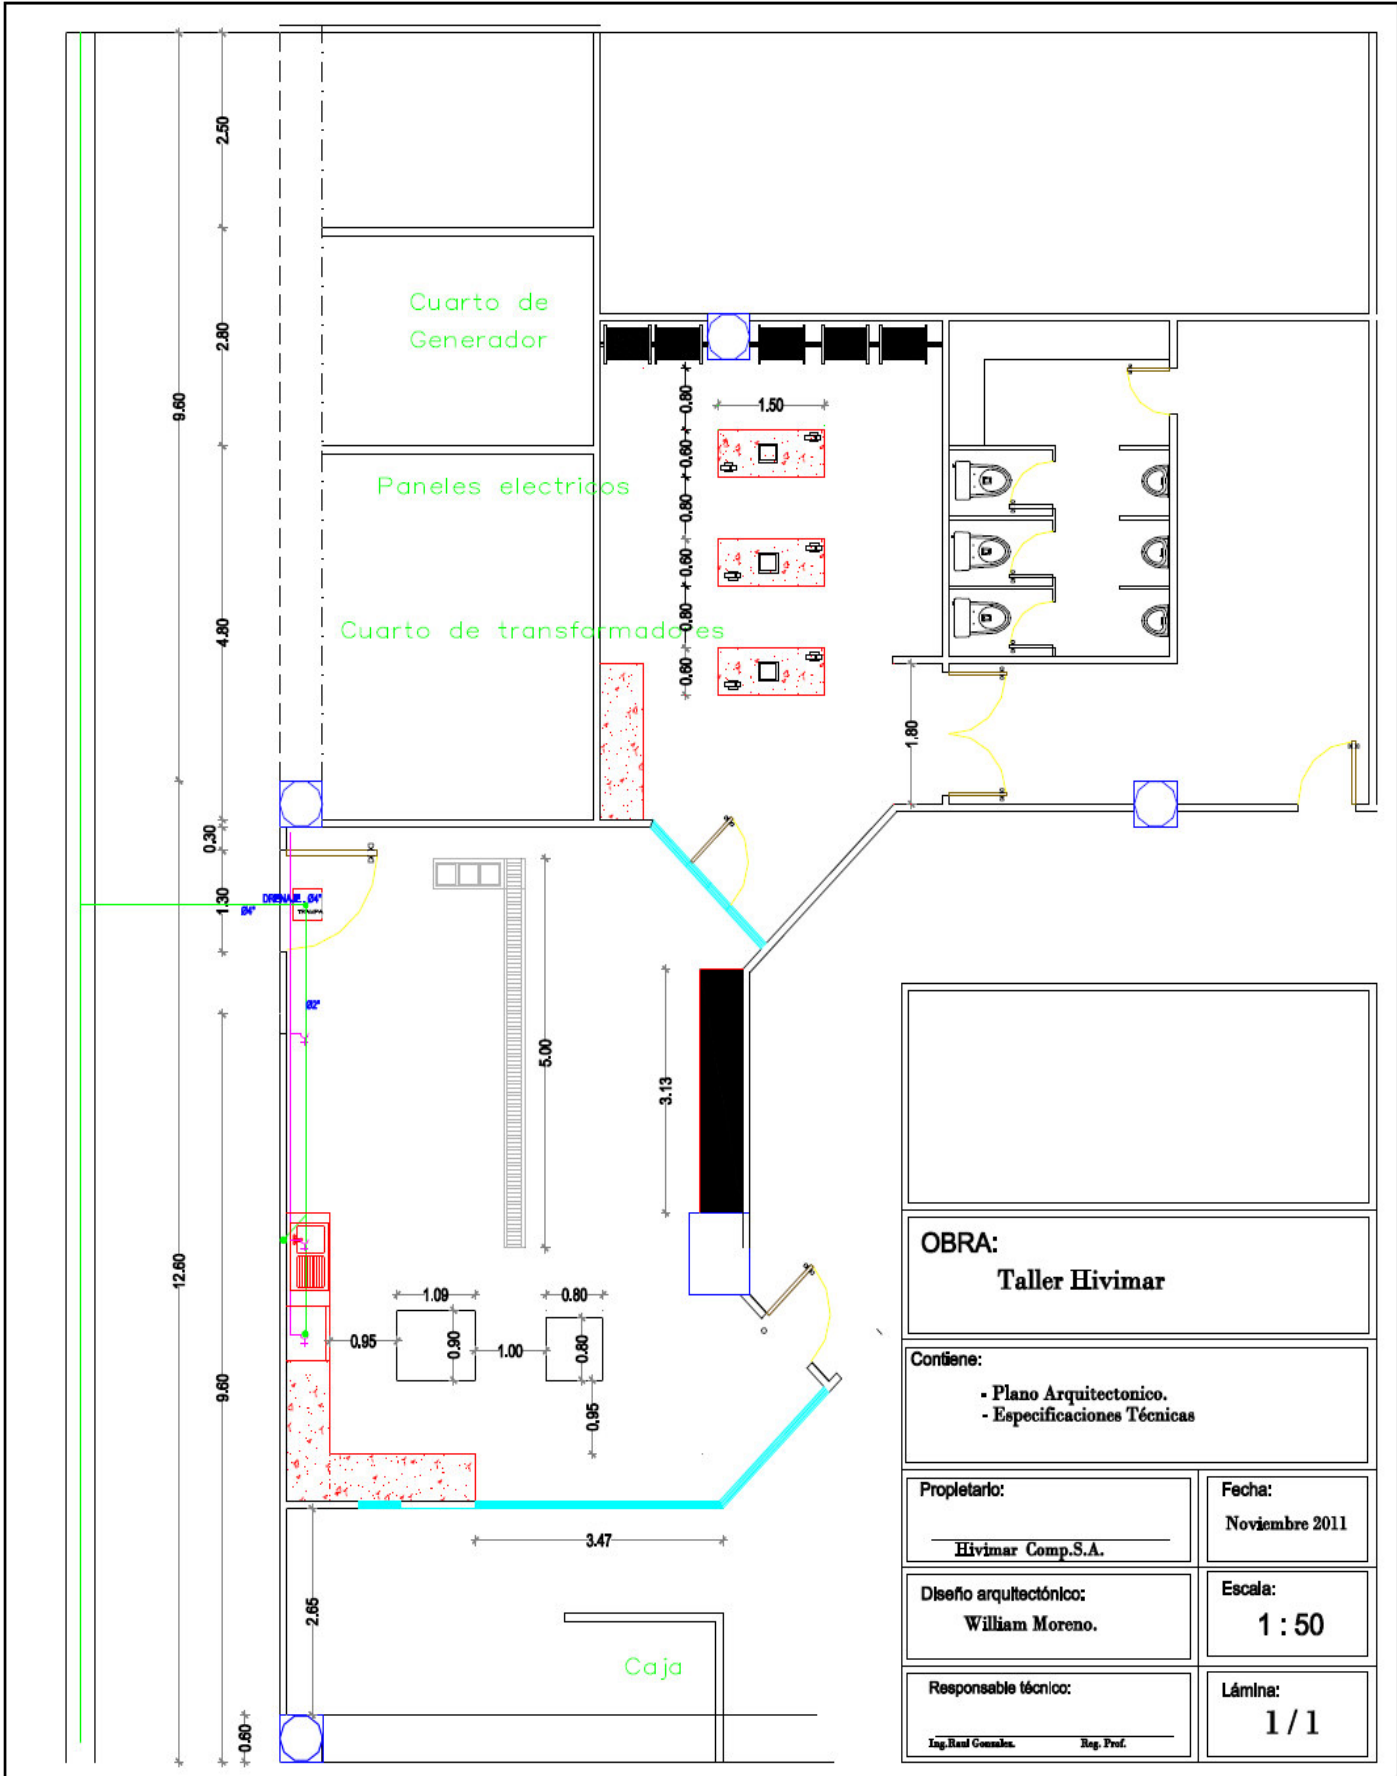 2.50
Cuarto de
Generador
2.80
9.60
0.80
1.50
0.60
Paneles electricos
0.80
0.60
Cuarto de transformadores
4.80
0.80
0.60
1.80
0.30
1.30
DRENAJE Ø4"
Ø4"
Ø2"
5.00
3.13
12.60
1.09
0.80
0.95
0.90
1.00
0.80
9.60
0.95
3.47
2.65
Caja
0.60
OBRA:
Taller Hivimar
Contiene:
- Plano Arquitectonico.
- Especificaciones Técnicas
Propietario:
Hivimar Comp.S.A.
Fecha:
Noviembre 2011
Diseño arquitectónico:
William Moreno.
Escala:
1 : 50
Responsable técnico:
Ing.Raul Gonzales. Reg. Prof.
Lámina:
1 / 1